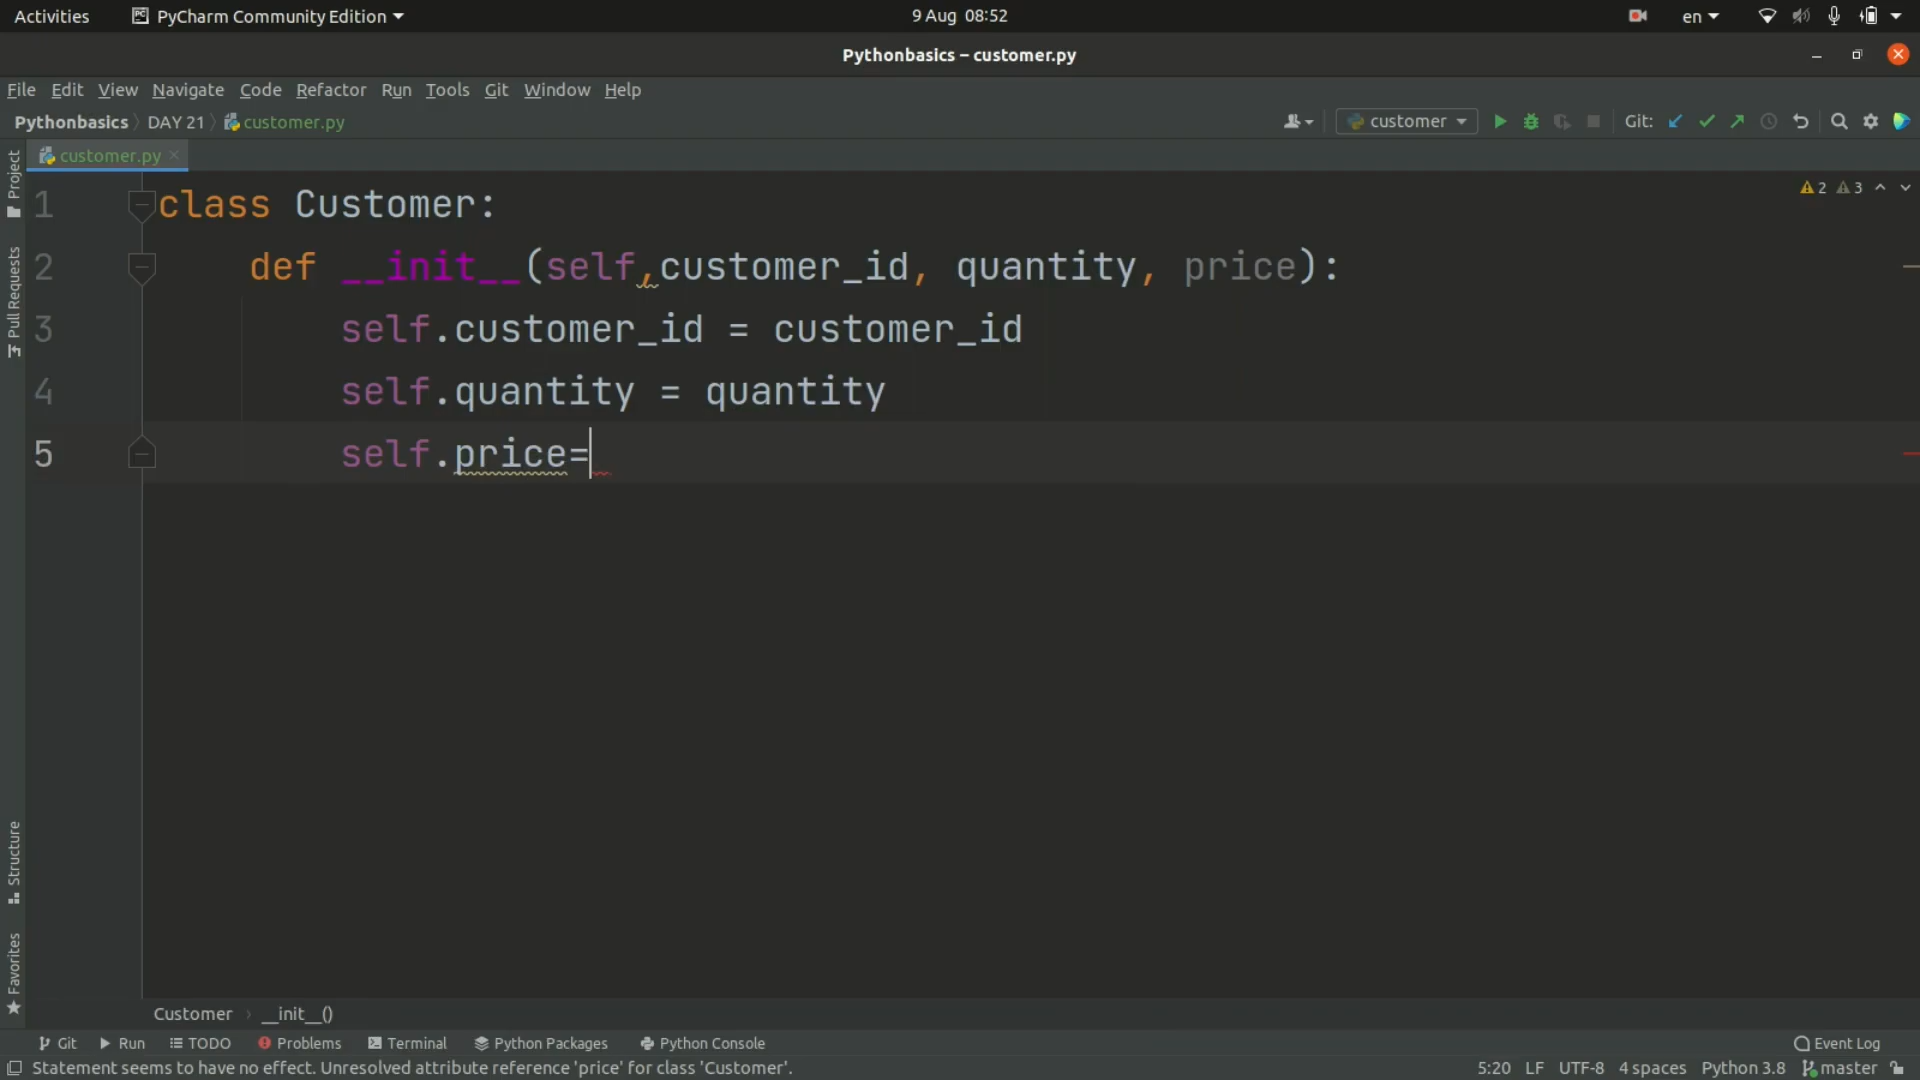 Activities PyCharm Community Edition 9 Aug 08:52 en
Pythonbasics – customer.py
File Edit View Navigate Code Refactor Run Tools Git Window Help
Pythonbasics DAY 21 customer.py customer Git:
customer.py
2 3
1 class Customer:
2 def __init__(self,customer_id, quantity, price):
3 self.customer_id = customer_id
4 self.quantity = quantity
5 self.price=
Project
Pull Requests
Structure
Favorites
Customer __init__()
Git Run TODO Problems Terminal Python Packages Python Console Event Log
Statement seems to have no effect. Unresolved attribute reference 'price' for class 'Customer'. 5:20 LF UTF-8 4 spaces Python 3.8 master